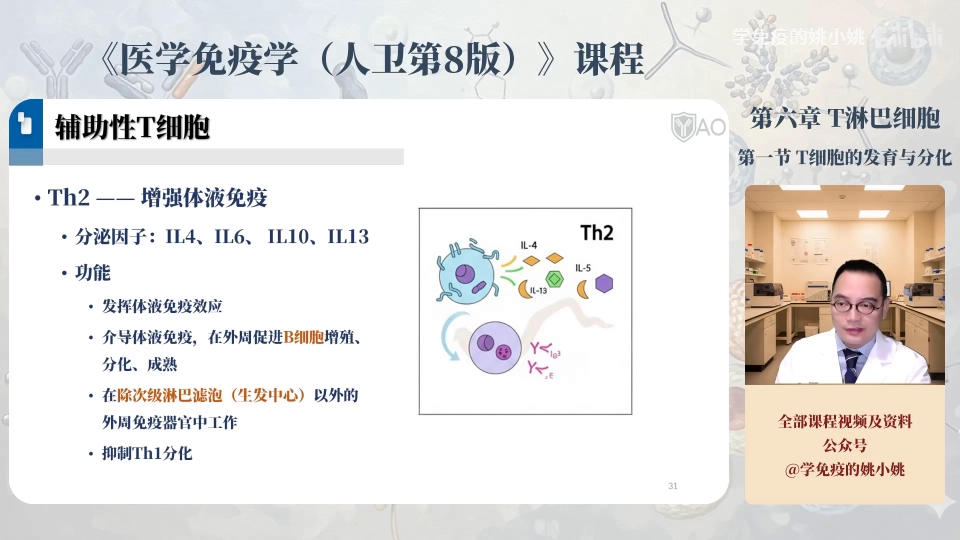 《医学免疫学（人卫第8版）》课程
学免疫的姚小姚 bilibili
辅助性T细胞
AO
第六章 T淋巴细胞
第一节 T细胞的发育与分化
• Th2 —— 增强体液免疫
• 分泌因子：IL4、IL6、 IL10、IL13
• 功能
• 发挥体液免疫效应
• 介导体液免疫，在外周促进B细胞增殖、
分化、成熟
• 在除次级淋巴滤泡（生发中心）以外的
外周免疫器官中工作
• 抑制Th1分化
Th2
IL-4
IL-5
IL-13
31
全部课程视频及资料
公众号
@学免疫的姚小姚